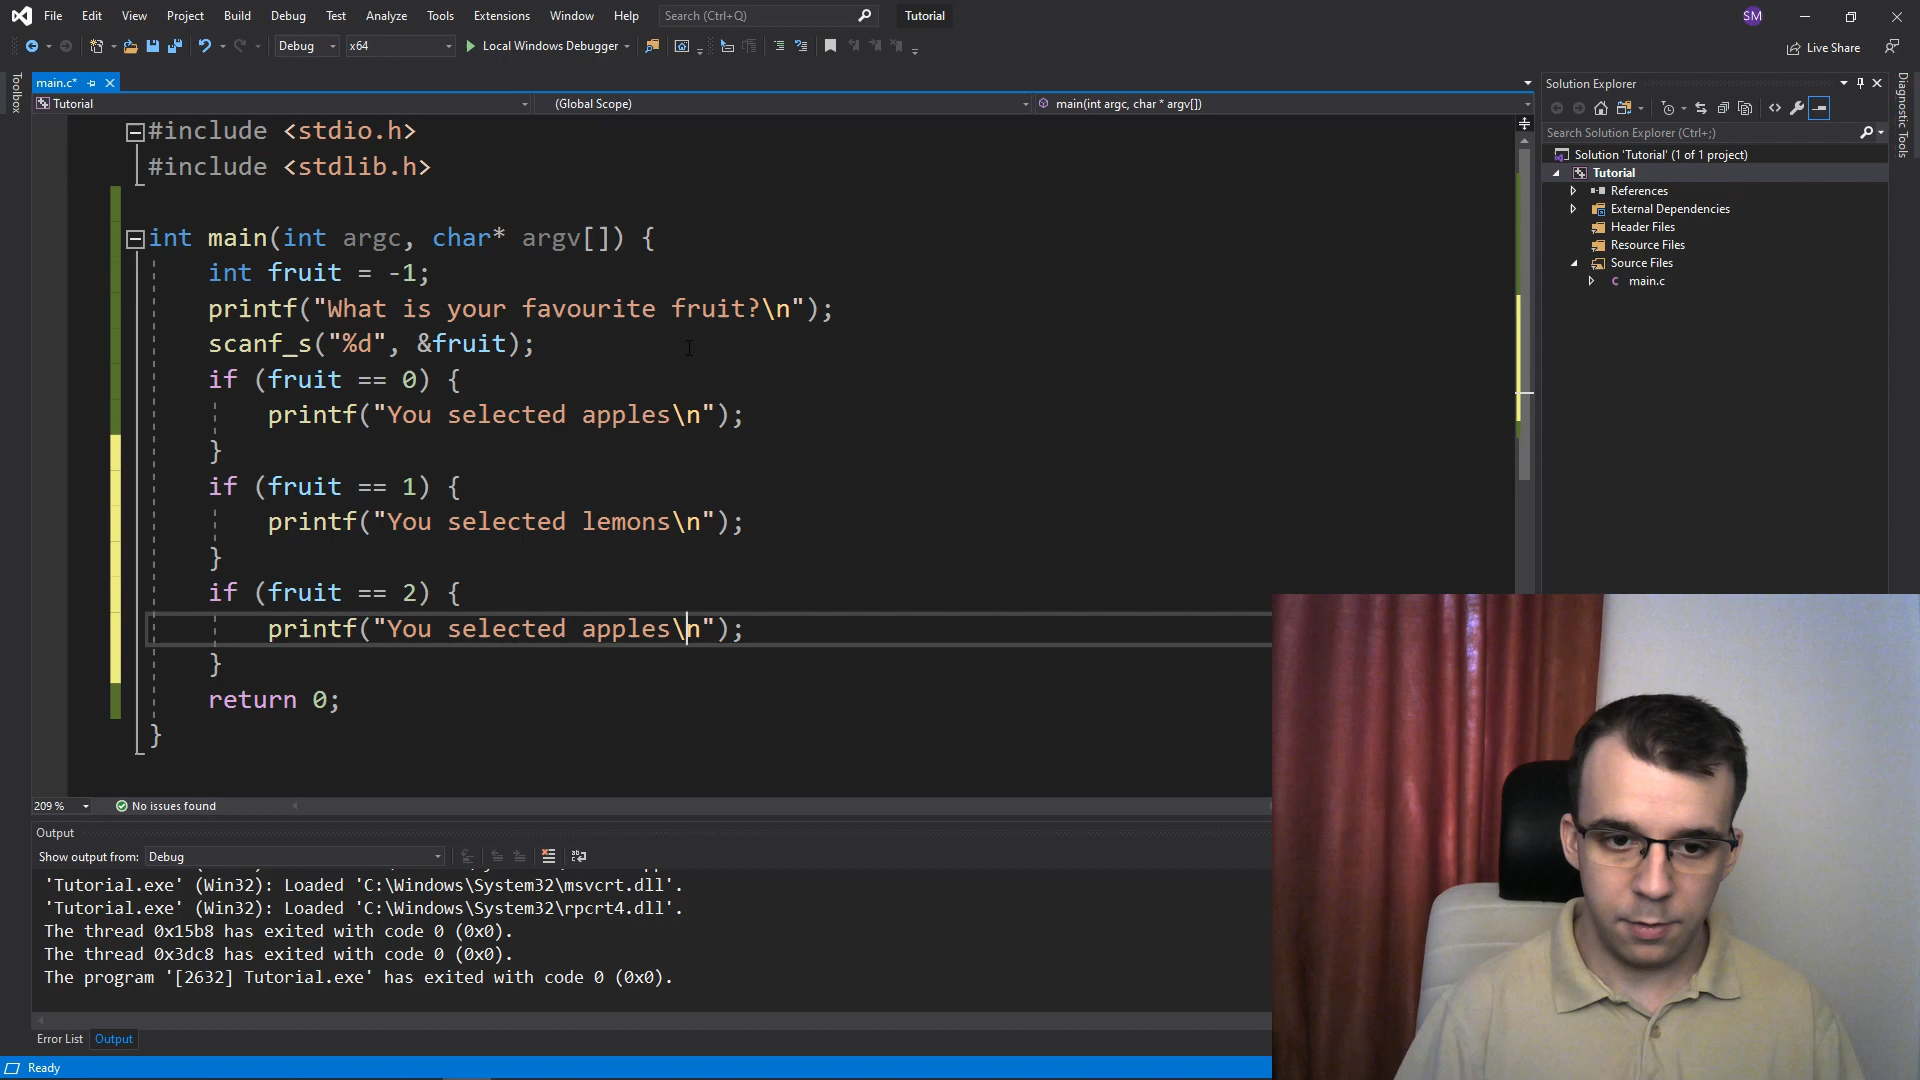 File Edit View Project Build Debug Test Analyze Tools Extensions Window Help Search (Ctrl+Q) Tutorial SM
Debug x64 Local Windows Debugger Live Share
Toolbox
main.c*
Tutorial (Global Scope) main(int argc, char * argv[])
#include <stdio.h>
#include <stdlib.h>
int main(int argc, char* argv[]) {
int fruit = -1;
printf("What is your favourite fruit?\n");
scanf_s("%d", &fruit);
if (fruit == 0) {
printf("You selected apples\n");
}
if (fruit == 1) {
printf("You selected lemons\n");
}
if (fruit == 2) {
printf("You selected apples\n");
}
return 0;
}
209 % No issues found
Output
Show output from: Debug
'Tutorial.exe' (Win32): Loaded 'C:\Windows\System32\msvcrt.dll'.
'Tutorial.exe' (Win32): Loaded 'C:\Windows\System32\rpcrt4.dll'.
The thread 0x15b8 has exited with code 0 (0x0).
The thread 0x3dc8 has exited with code 0 (0x0).
The program '[2632] Tutorial.exe' has exited with code 0 (0x0).
Error List Output
Ready
Solution Explorer
Search Solution Explorer (Ctrl+;)
Solution 'Tutorial' (1 of 1 project)
Tutorial
References
External Dependencies
Header Files
Resource Files
Source Files
main.c
Diagnostic Tools